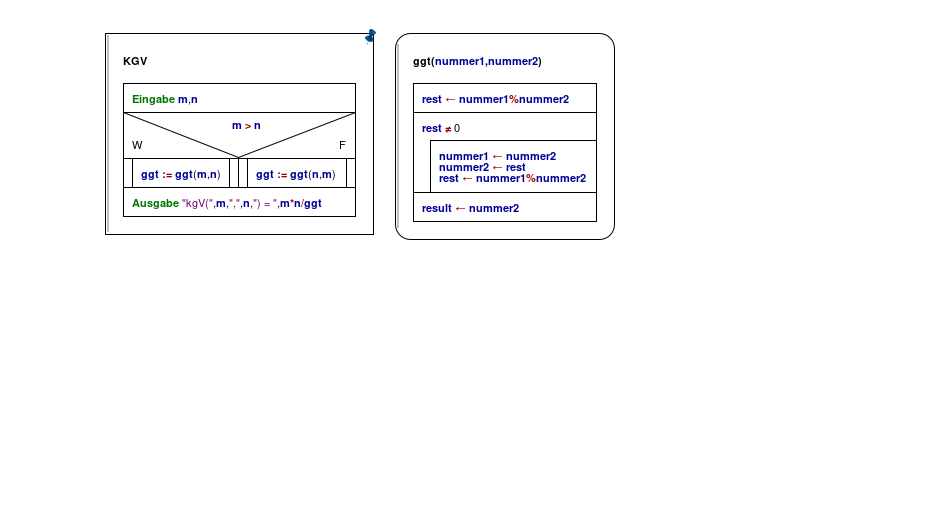 KGV
Eingabe m,n
m > n
W
F
ggt := ggt(m,n)
ggt := ggt(n,m)
Ausgabe "kgV(",m,",",n,") = ",m*n/ggt
ggt(nummer1,nummer2)
rest ← nummer1%nummer2
rest ≠ 0
nummer1 ← nummer2
nummer2 ← rest
rest ← nummer1%nummer2
result ← nummer2